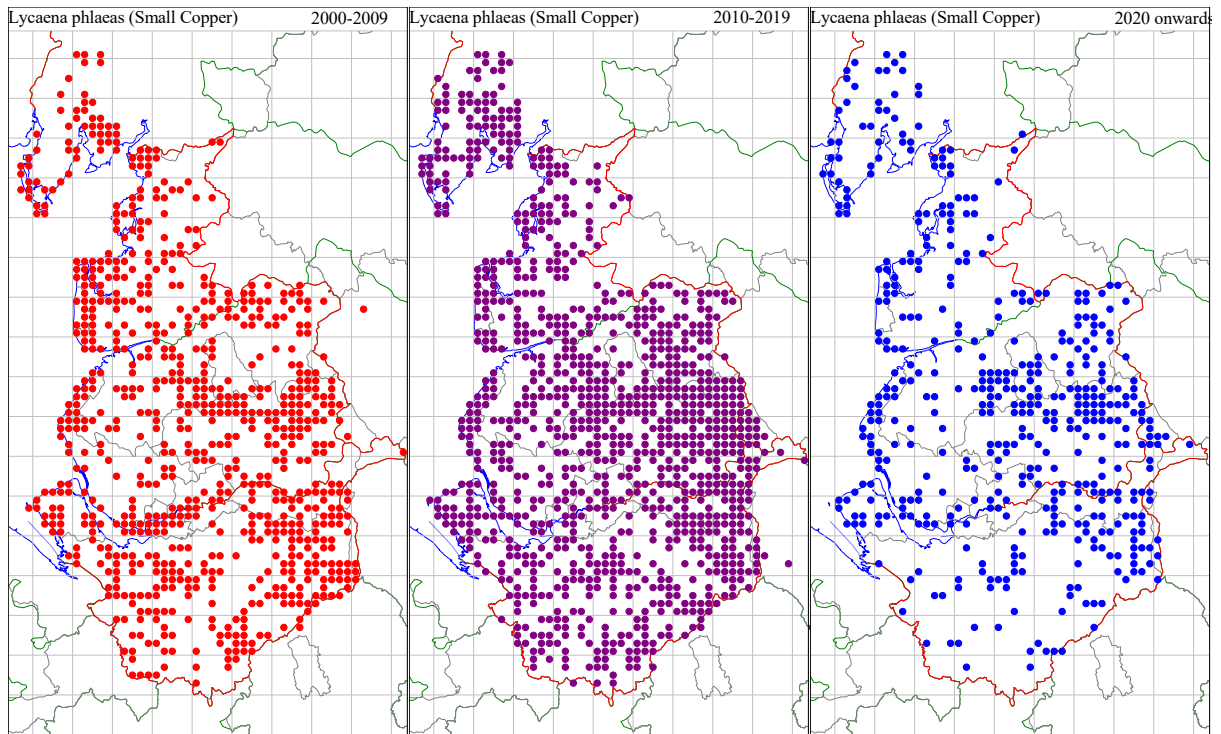 Lycaena phlaeas (Small Copper) 2000-2009
Lycaena phlaeas (Small Copper) 2010-2019
Lycaena phlaeas (Small Copper) 2020 onwards